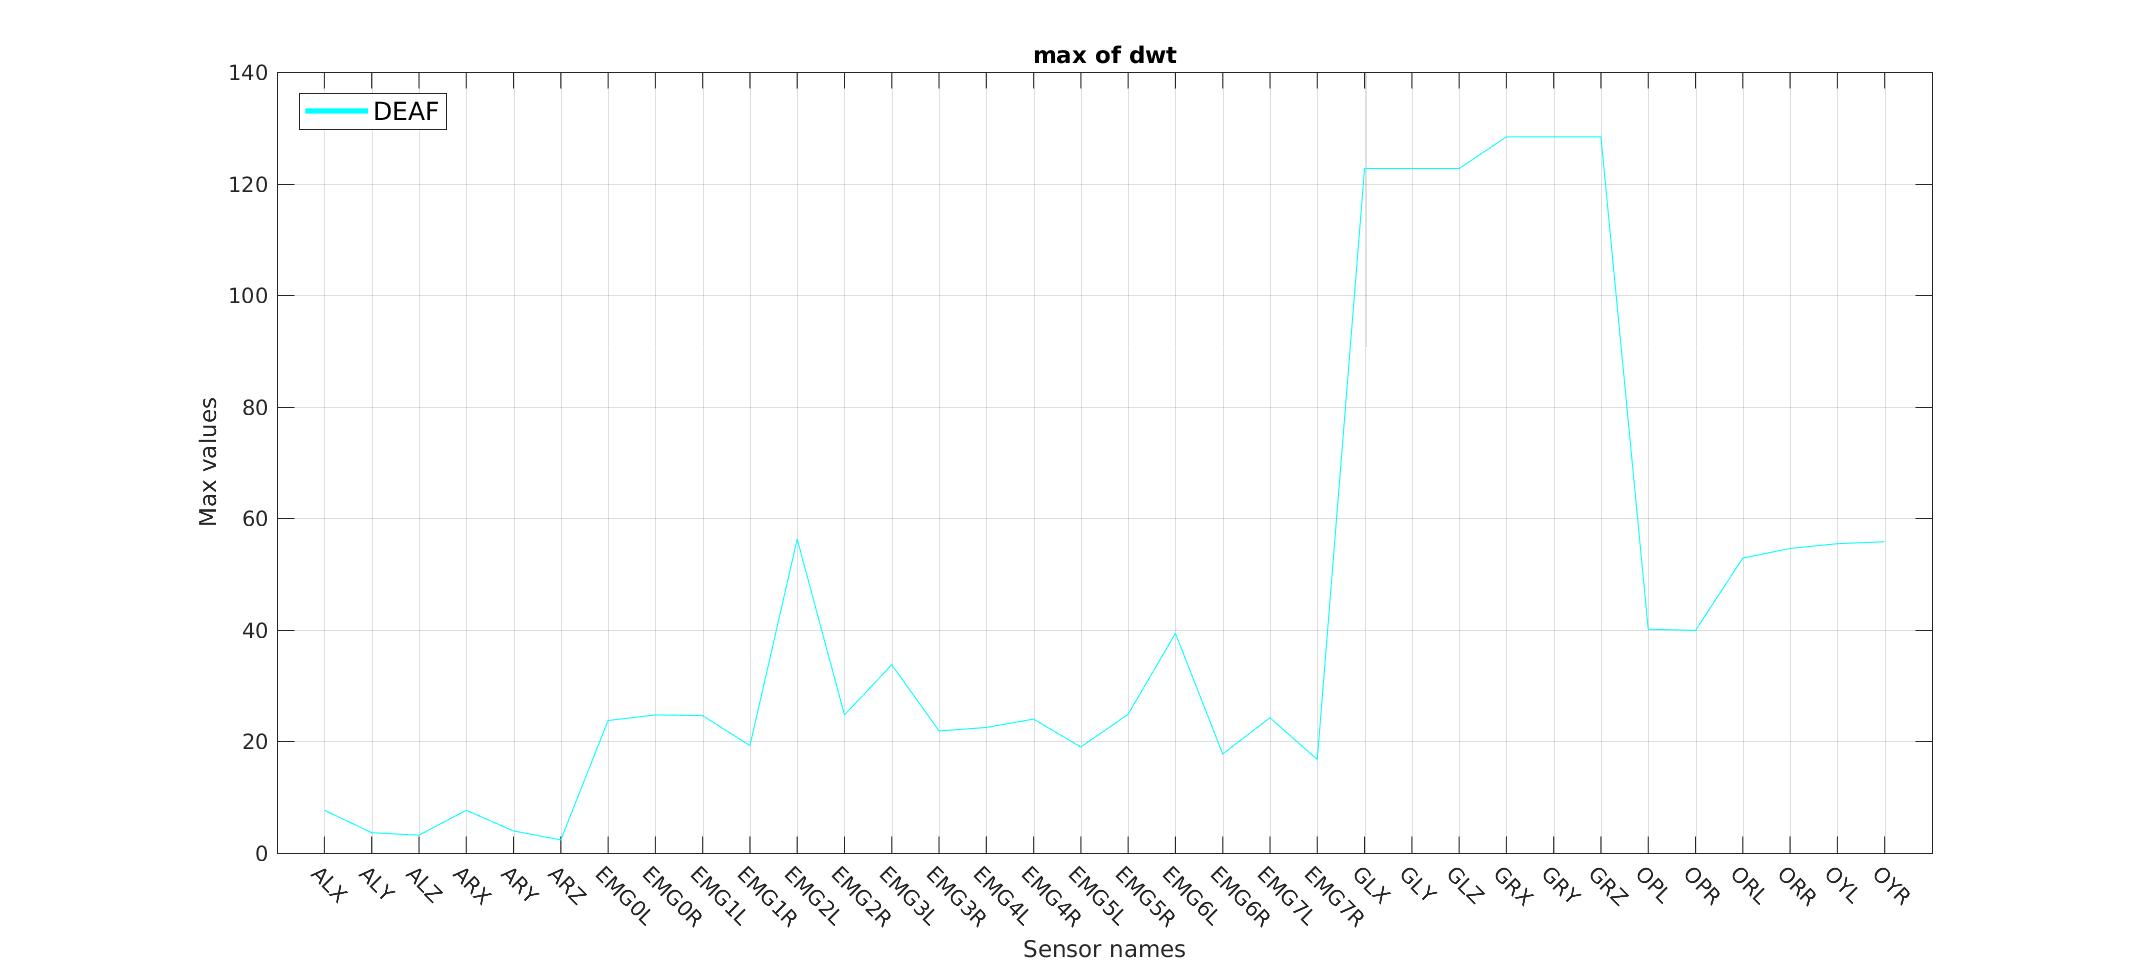 max of dwt
DEAF
140
120
100
80
60
40
20
0
Max values
ALX
ALY
ALZ
ARX
ARY
ARZ
EMG0L
EMG0R
EMG1L
EMG1R
EMG2L
EMG2R
EMG3L
EMG3R
EMG4L
EMG4R
EMG5L
EMG5R
EMG6L
EMG6R
EMG7L
EMG7R
GLX
GLY
GLZ
GRX
GRY
GRZ
OPL
OPR
ORL
ORR
OYL
OYR
Sensor names